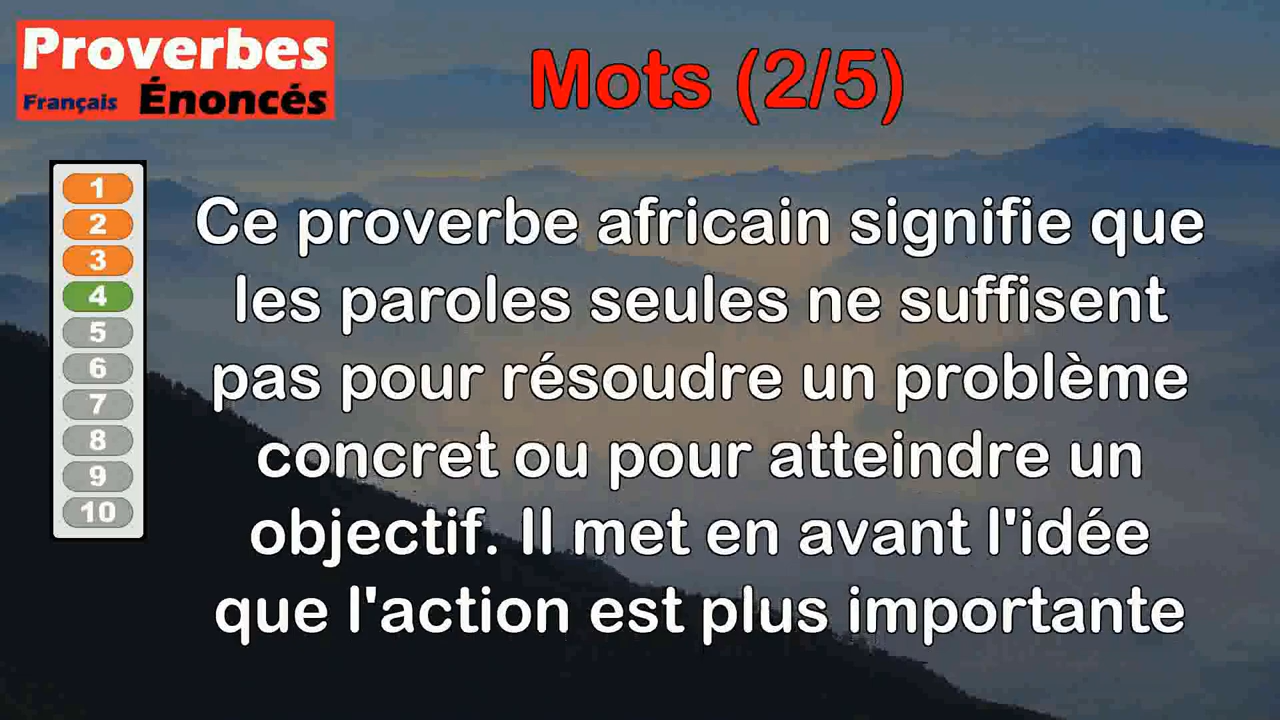 Proverbes
Français Énoncés
Mots (2/5)
1
2
3
4
5
6
7
8
9
10
Ce proverbe africain signifie que
les paroles seules ne suffisent
pas pour résoudre un problème
concret ou pour atteindre un
objectif. Il met en avant l'idée
que l'action est plus importante